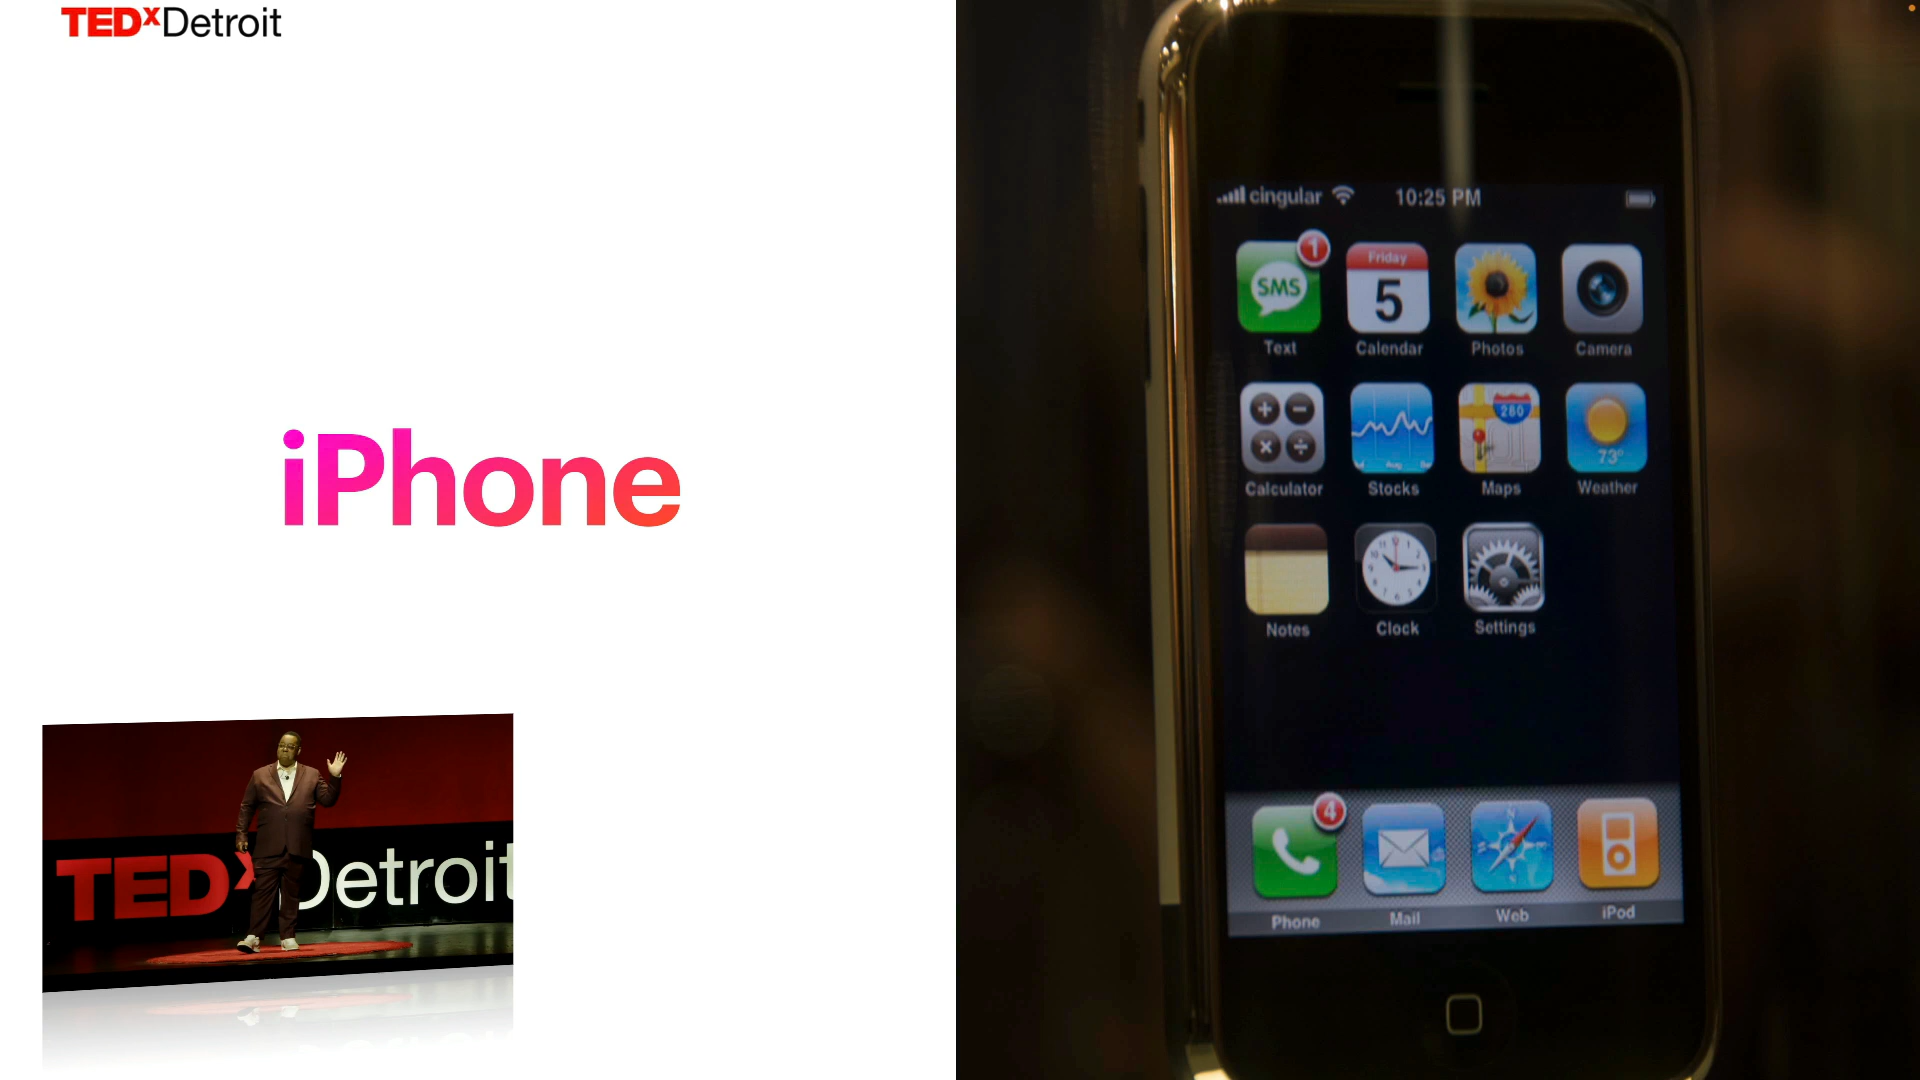 TEDxDetroit
iPhone
TEDxDetroit
cingular 10:25 PM
1
SMS
Friday
5
Text Calendar Photos Camera
280
73°
Calculator Stocks Maps Weather
Notes Clock Settings
4
Phone Mail Web iPod